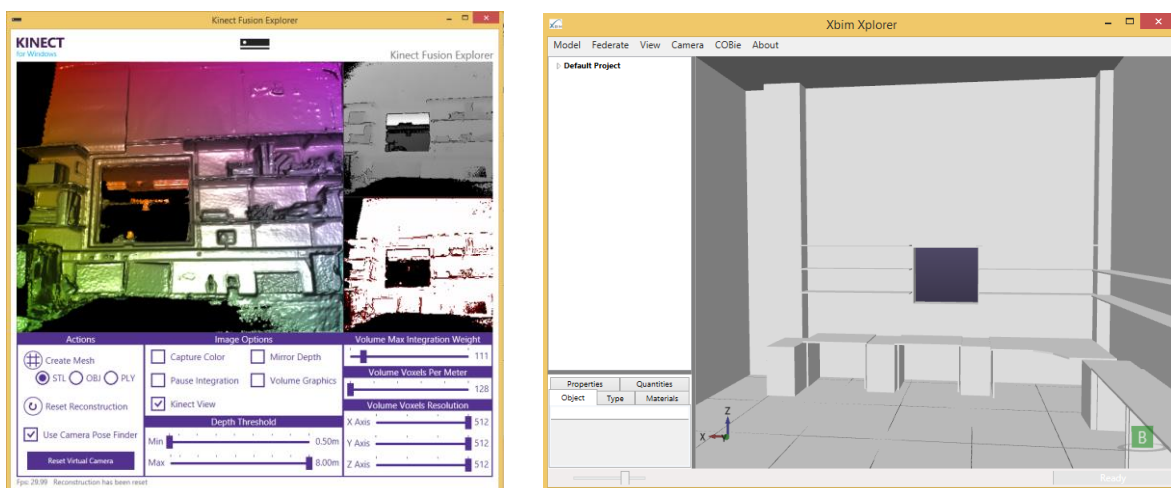 Kinect Fusion Explorer
KINECT
for Windows
Kinect Fusion Explorer
Actions
Create Mesh
STL OBJ PLY
Reset Reconstruction
Use Camera Pose Finder
Reset Virtual Camera
Image Options
Capture Color Mirror Depth
Pause Integration Volume Graphics
Kinect View
Depth Threshold
Min 0.50m
Max 8.00m
Volume Max Integration Weight
111
Volume Voxels Per Meter
128
Volume Voxels Resolution
X Axis 512
Y Axis 512
Z Axis 512
Fps: 29.99 Reconstruction has been reset
Xbim Xplorer
Model Federate View Camera COBie About
Default Project
Properties Quantities
Object Type Materials
Z
X
B
Ready